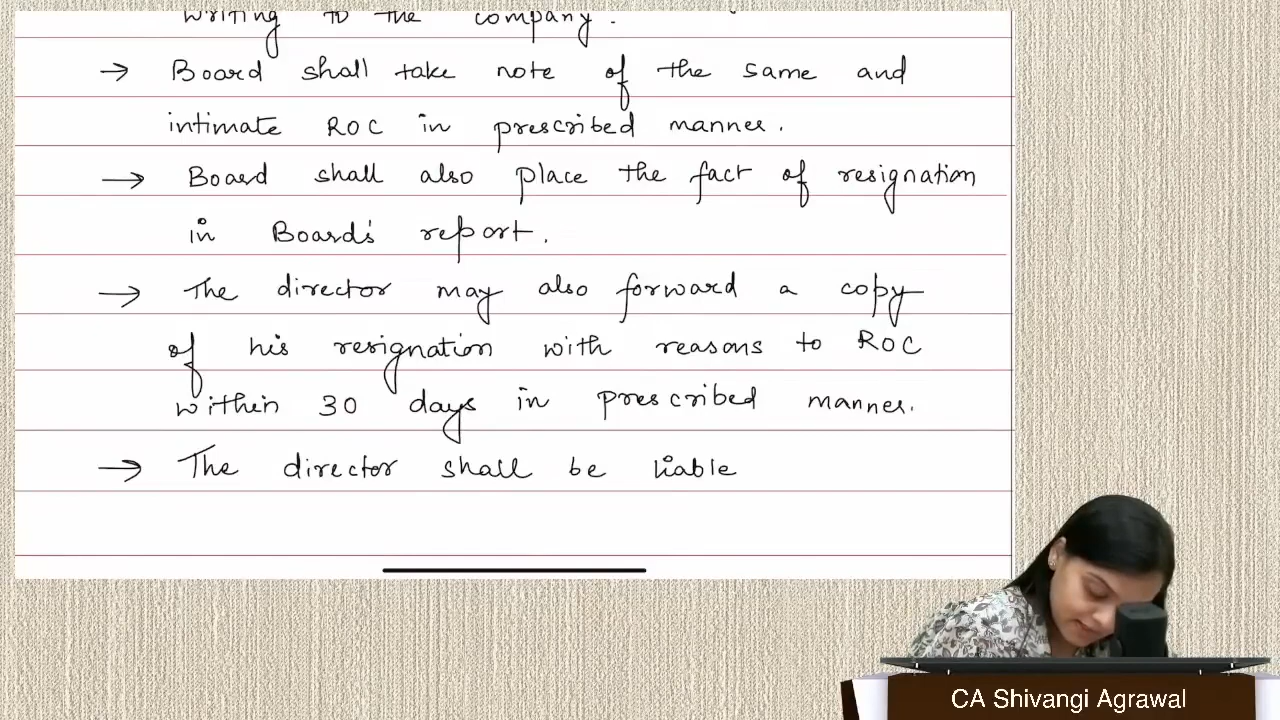 writing to the company.
→ Board shall take note of the same and
intimate ROC in prescribed manner.
→ Board shall also place the fact of resignation
in Board's report.
→ The director may also forward a copy
of his resignation with reasons to ROC
within 30 days in prescribed manner.
→ The director shall be liable
CA Shivangi Agrawal